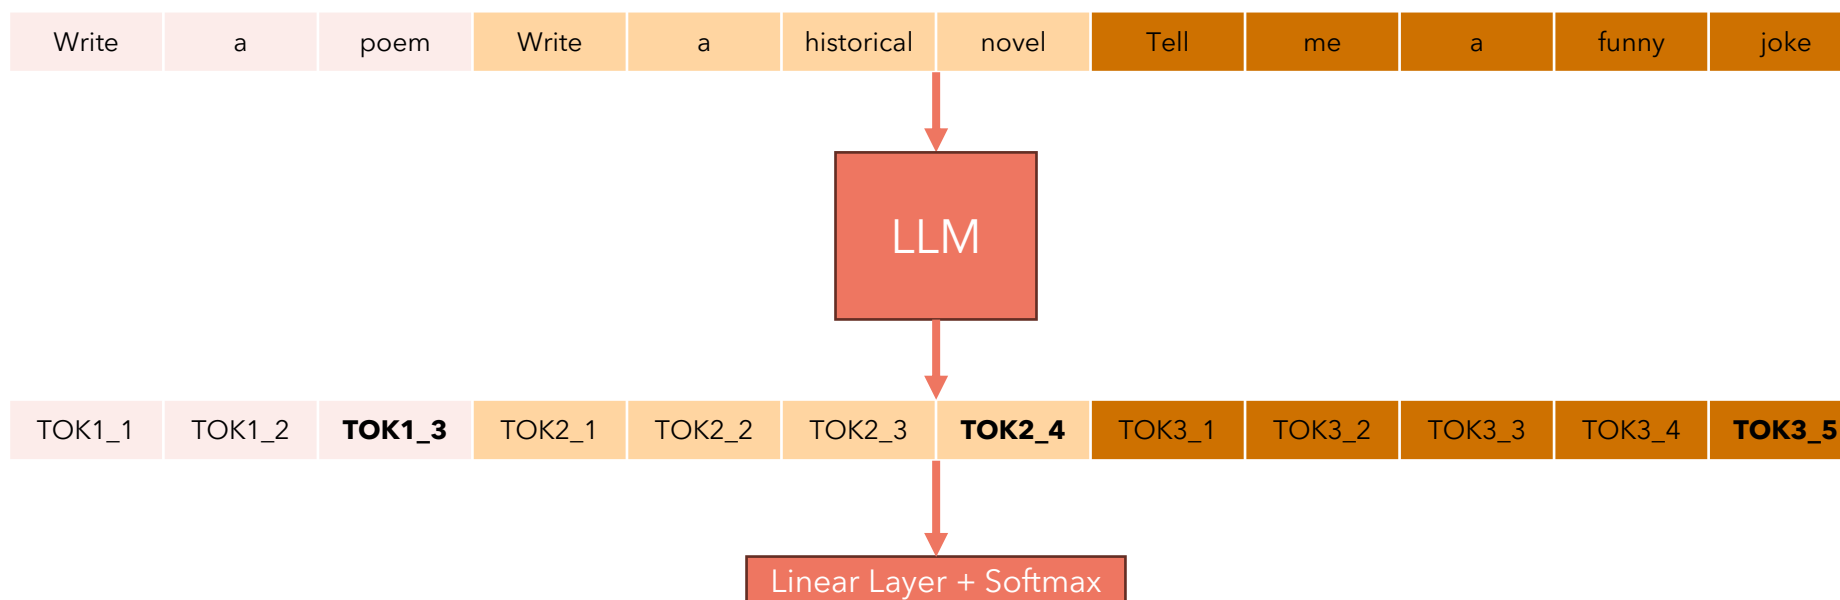 Write a poem Write a historical novel Tell me a funny joke
LLM
TOK1_1 TOK1_2 TOK1_3 TOK2_1 TOK2_2 TOK2_3 TOK2_4 TOK3_1 TOK3_2 TOK3_3 TOK3_4 TOK3_5
Linear Layer + Softmax